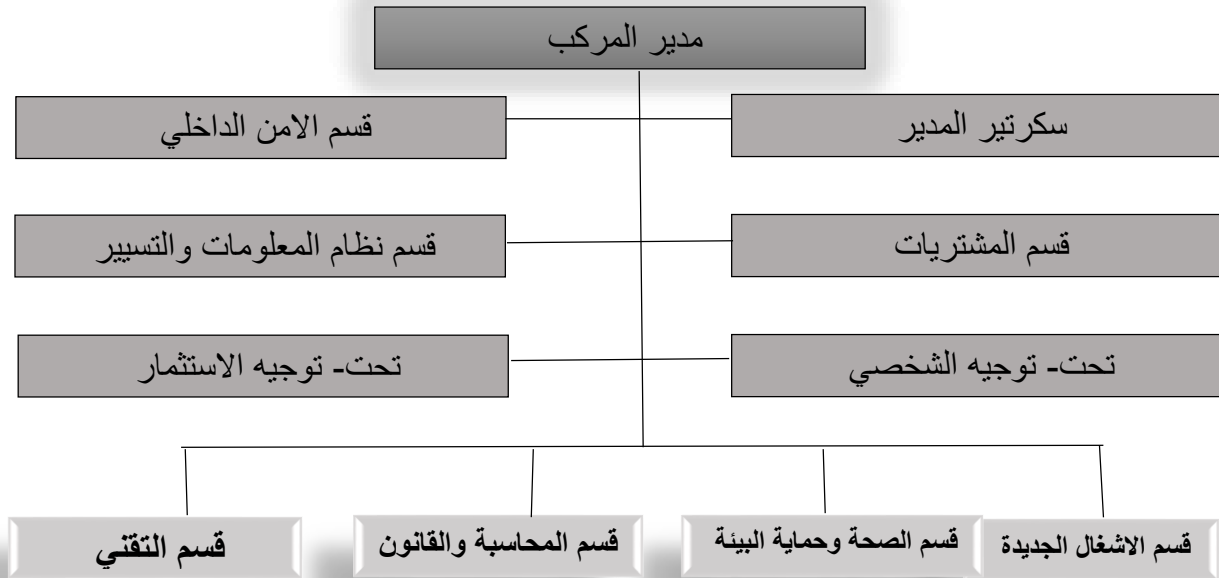 مدير المركب
سكرتير المدير
قسم الامن الداخلي
قسم المشتريات
قسم نظام المعلومات والتسيير
تحت- توجيه الشخصي
تحت- توجيه الاستثمار
قسم الاشغال الجديدة
قسم الصحة وحماية البيئة
قسم المحاسبة والقانون
قسم التقني